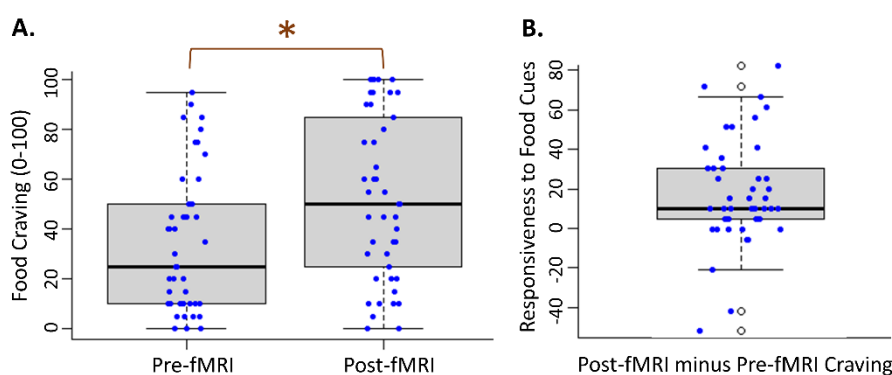 A.
*
Food Craving (0-100)
100
80
60
40
20
0
Pre-fMRI
Post-fMRI
B.
Responsiveness to Food Cues
80
60
40
20
0
-20
-40
Post-fMRI minus Pre-fMRI Craving